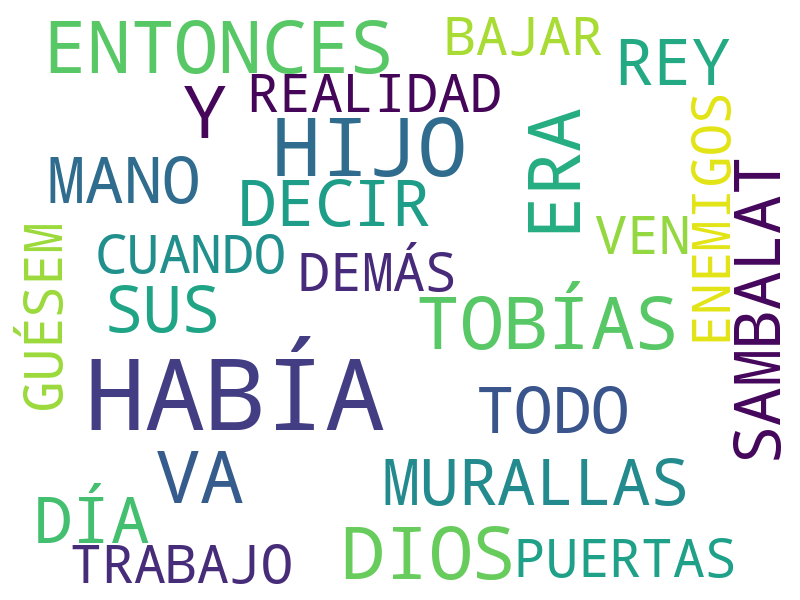 ENTONCES
BAJAR
REY
REALIDAD
Y
HIJO
ERA
ENEMIGOS
MANO
DECIR
SAMBALAT
VEN
CUANDO
DEMÁS
GUÉSEM
SUS
TOBÍAS
HABÍA
TODO
VA
MURALLAS
DÍA
DIOS
PUERTAS
TRABAJO